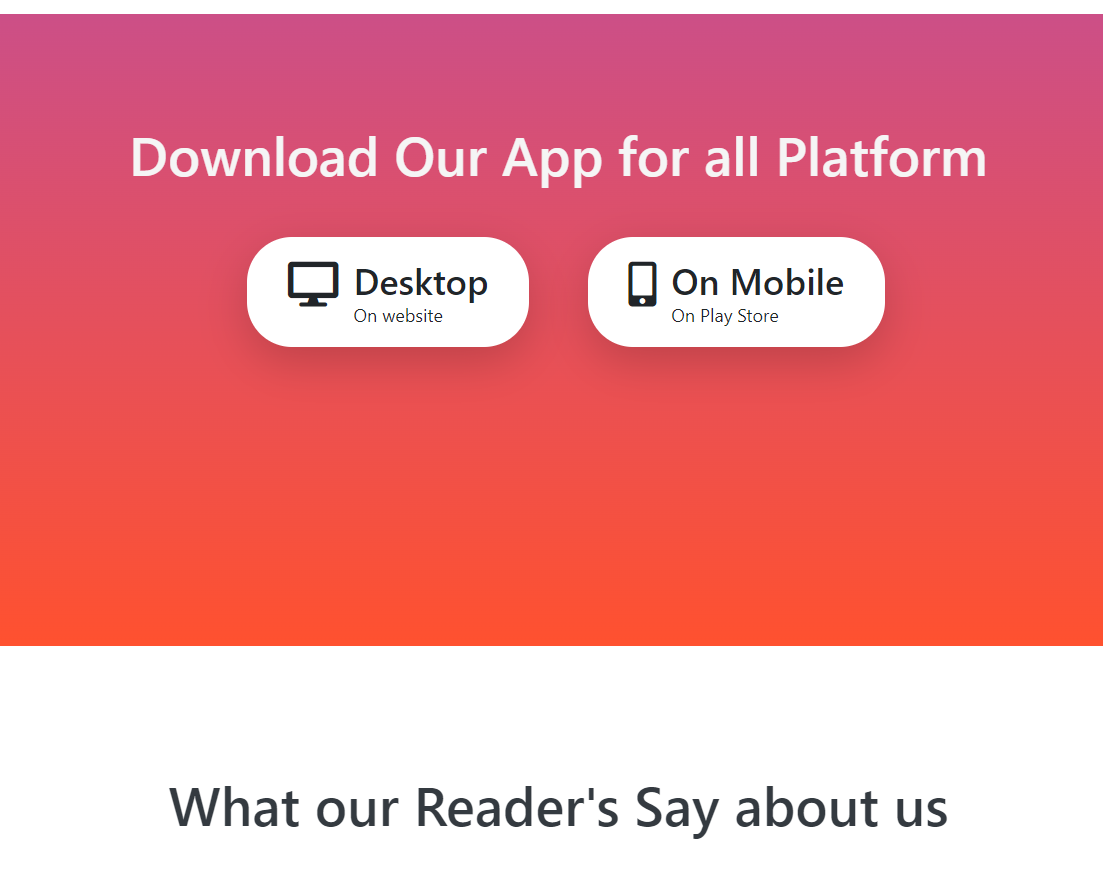 Download Our App for all Platform
Desktop
On website
On Mobile
On Play Store
What our Reader's Say about us